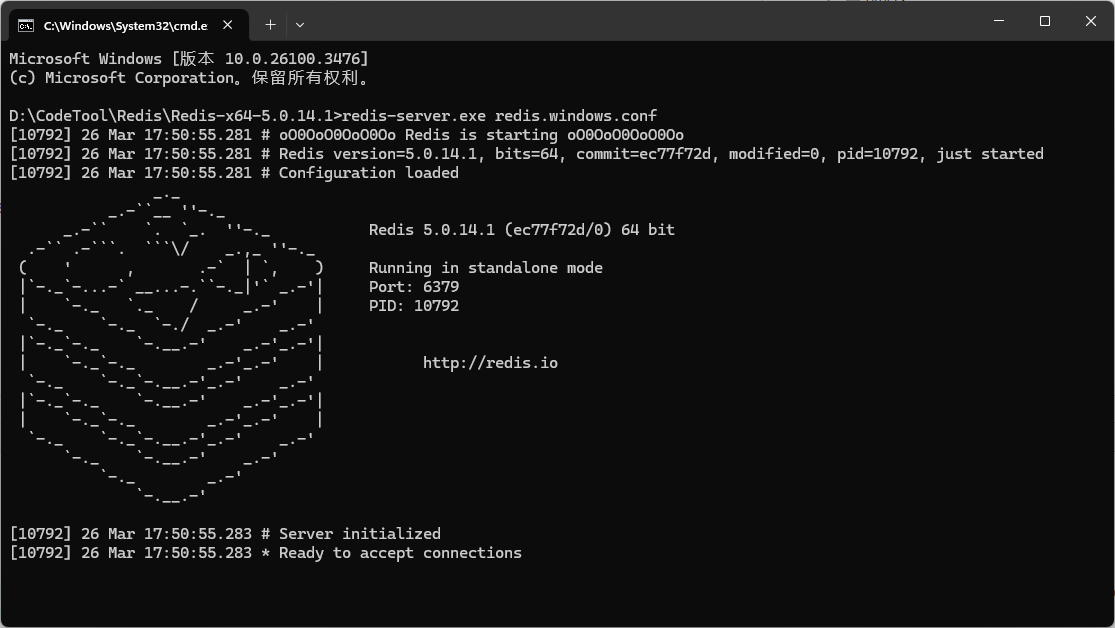 C:\Windows\System32\cmd.e
Microsoft Windows [版本 10.0.26100.3476]
(c) Microsoft Corporation。保留所有权利。
D:\CodeTool\Redis\Redis-x64-5.0.14.1>redis-server.exe redis.windows.conf
[10792] 26 Mar 17:50:55.281 # oO0OoO0OoO0Oo Redis is starting oO0OoO0OoO0Oo
[10792] 26 Mar 17:50:55.281 # Redis version=5.0.14.1, bits=64, commit=ec77f72d, modified=0, pid=10792, just started
[10792] 26 Mar 17:50:55.281 # Configuration loaded
Redis 5.0.14.1 (ec77f72d/0) 64 bit
Running in standalone mode
Port: 6379
PID: 10792
http://redis.io
[10792] 26 Mar 17:50:55.283 # Server initialized
[10792] 26 Mar 17:50:55.283 * Ready to accept connections